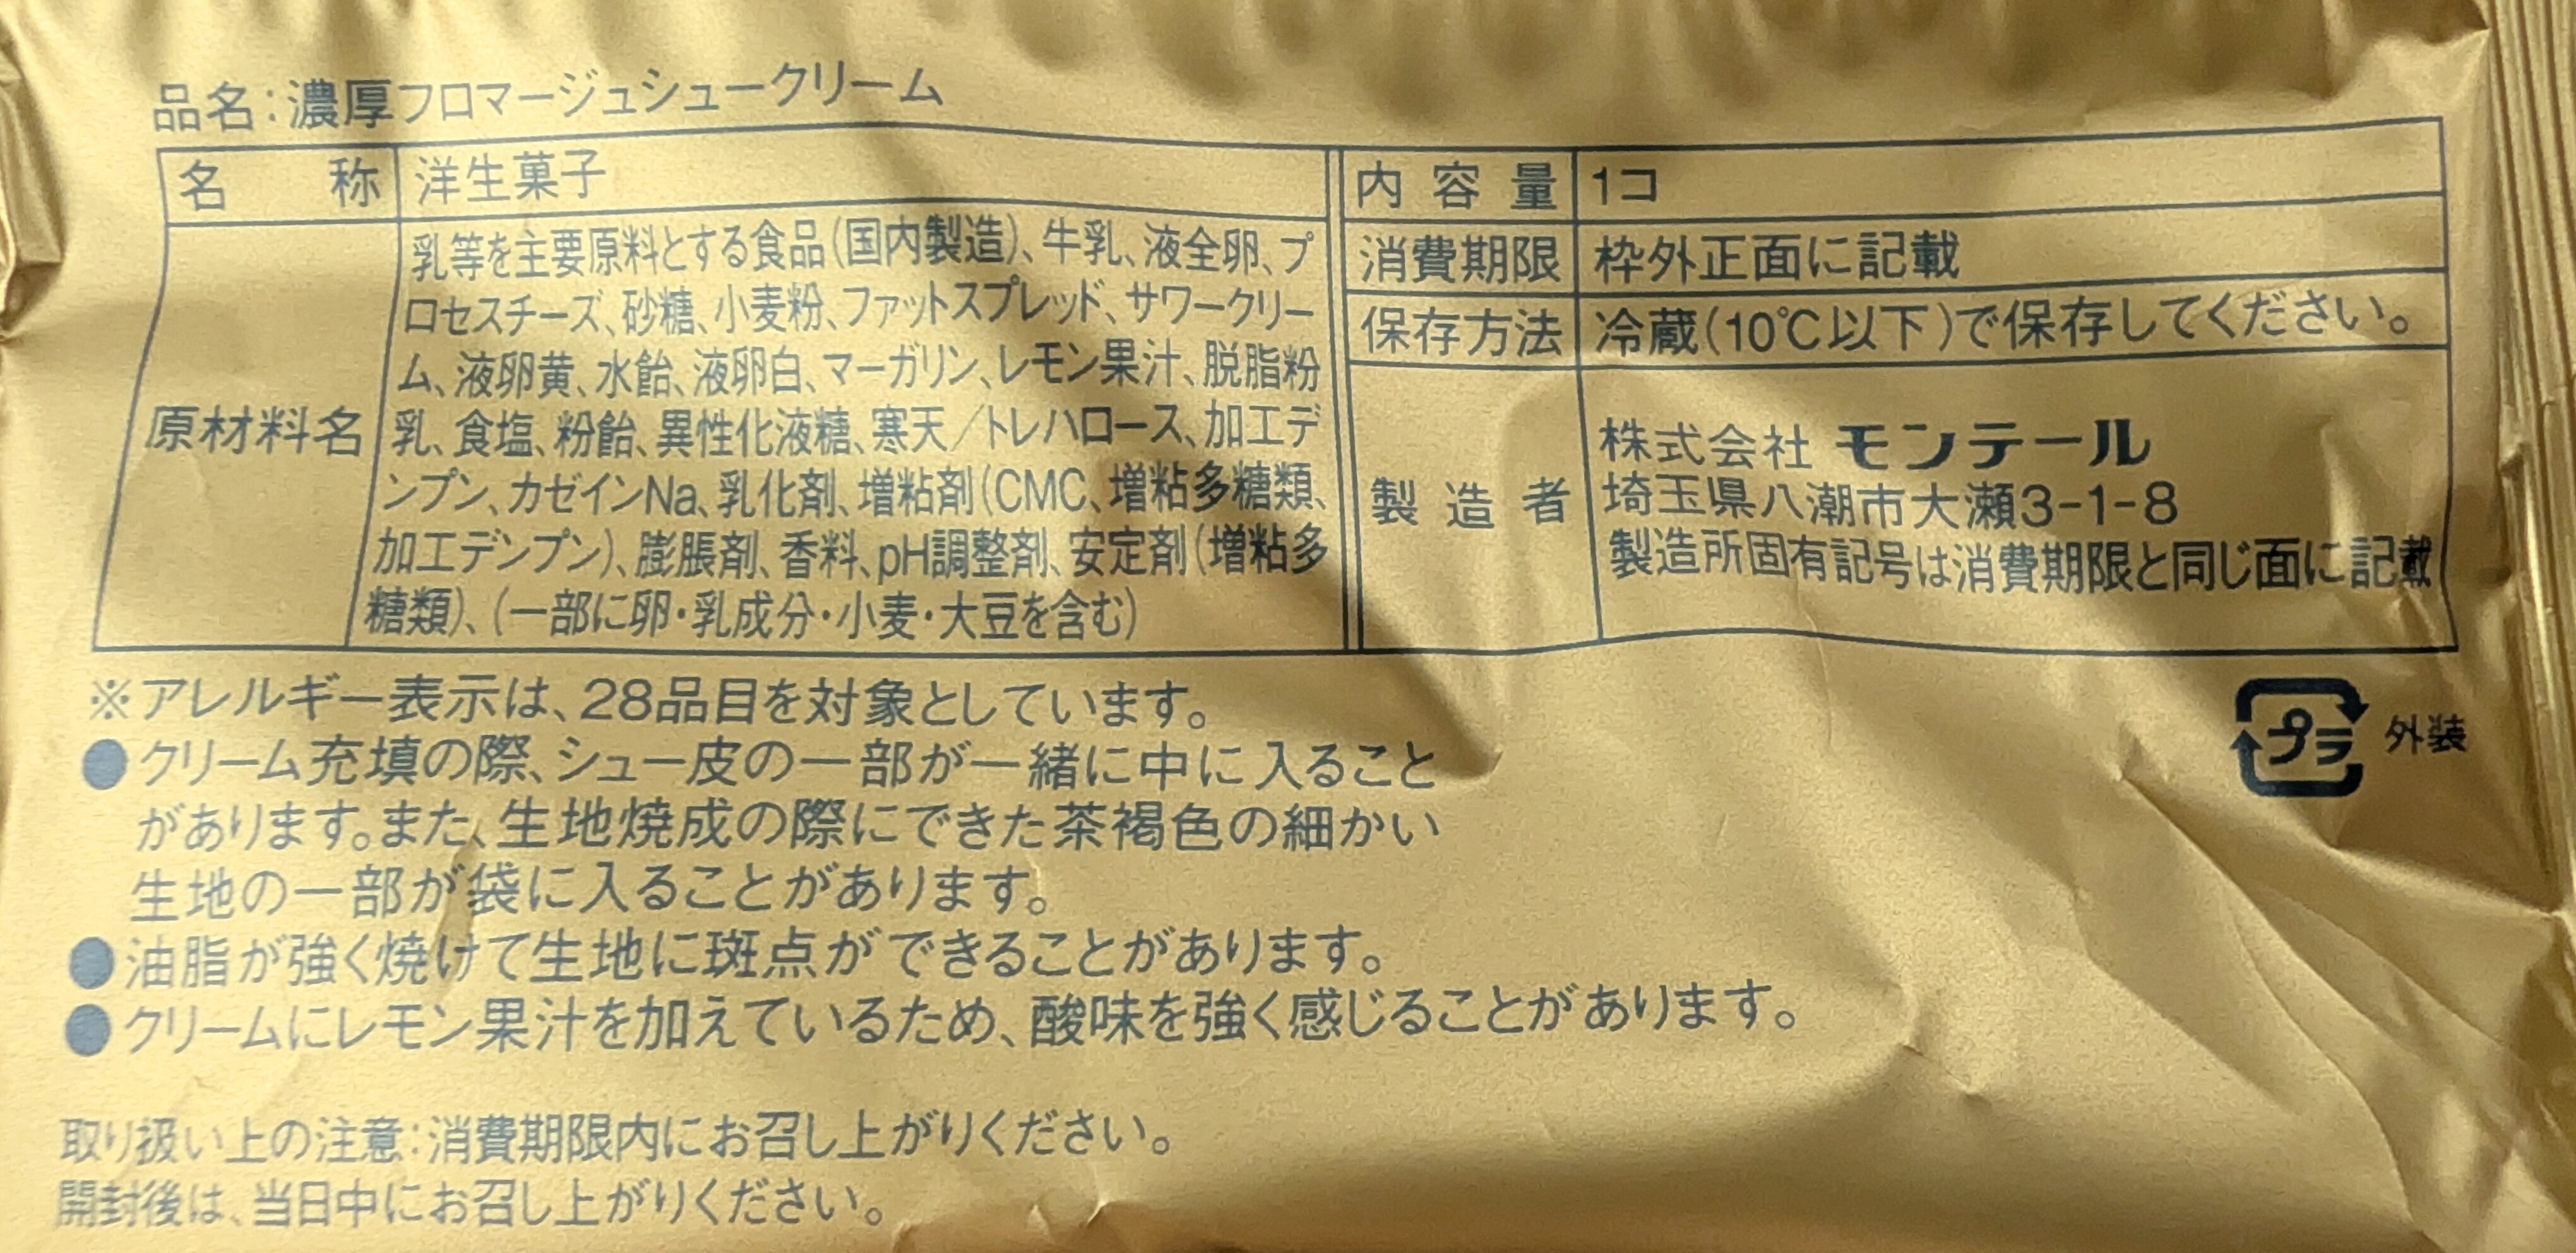 品名：濃厚フロマージュシュークリーム
名称 洋生菓子
原材料名
乳等を主要原料とする食品(国内製造)、牛乳、液全卵、プ
ロセスチーズ、砂糖、小麦粉、ファットスプレッド、サワークリー
ム、液卵黄、水飴、液卵白、マーガリン、レモン果汁、脱脂粉
乳、食塩、粉飴、異性化液糖、寒天／トレハロース、加工デ
ンプン、カゼインNa、乳化剤、増粘剤(CMC、増粘多糖類、
加工デンプン)、膨脹剤、香料、pH調整剤、安定剤(増粘多
糖類)、(一部に卵・乳成分・小麦・大豆を含む)
内容量 1コ
消費期限 枠外正面に記載
保存方法 冷蔵(10℃以下)で保存してください。
製造者
株式会社 モンテール
埼玉県八潮市大瀬3-1-8
製造所固有記号は消費期限と同じ面に記載
※アレルギー表示は、28品目を対象としています。
●クリーム充填の際、シュー皮の一部が一緒に中に入ること
があります。また、生地焼成の際にできた茶褐色の細かい
生地の一部が袋に入ることがあります。
●油脂が強く焼けて生地に斑点ができることがあります。
●クリームにレモン果汁を加えているため、酸味を強く感じることがあります。
プラ 外装
取り扱い上の注意：消費期限内にお召し上がりください。
開封後は、当日中にお召し上がりください。